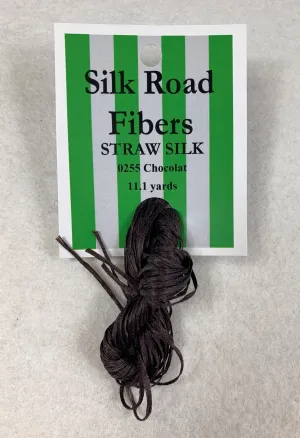 Silk Road
Fibers
STRAW SILK
0255 Chocolat
11.1 yards